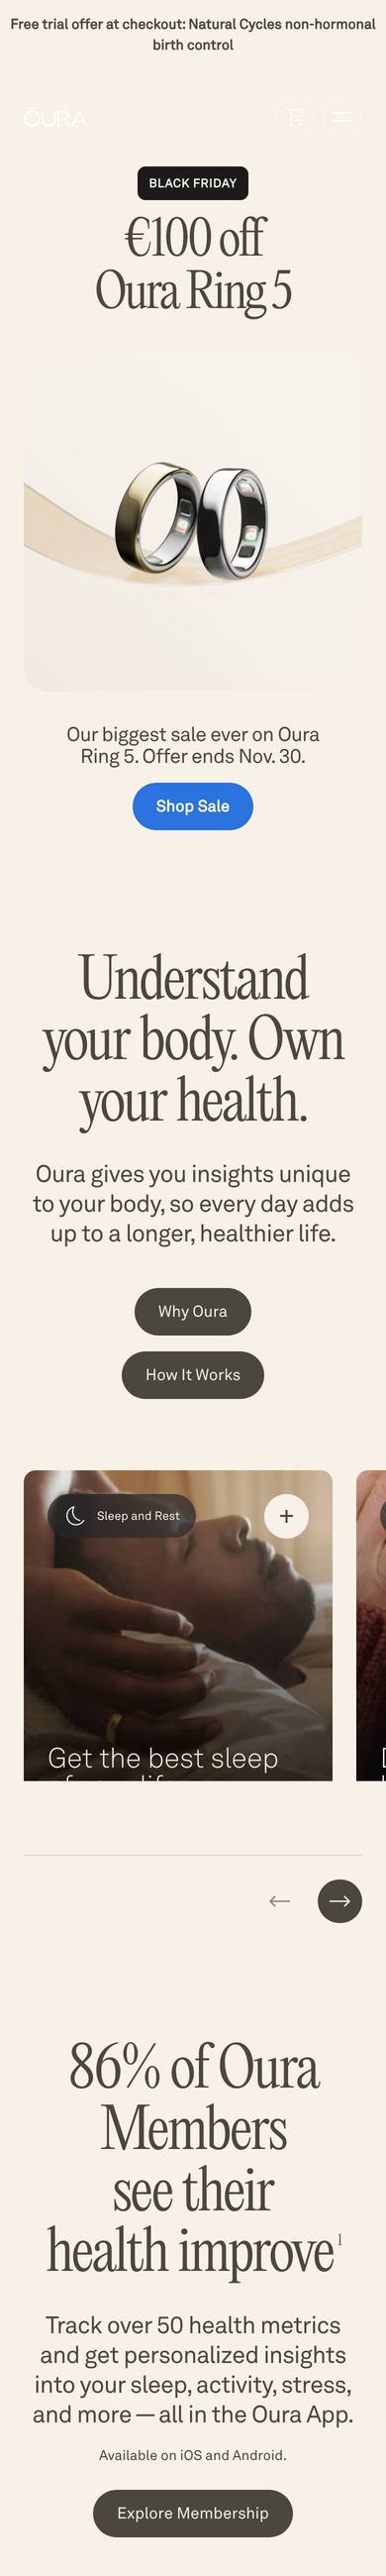 Free trial offer at checkout: Natural Cycles non-hormonal
birth control
ŌURA
BLACK FRIDAY
€100 off
Oura Ring 5
Our biggest sale ever on Oura
Ring 5. Offer ends Nov. 30.
Shop Sale
Understand
your body. Own
your health.
Oura gives you insights unique
to your body, so every day adds
up to a longer, healthier life.
Why Oura
How It Works
Sleep and Rest
Get the best sleep
86% of Oura
Members
see their
health improve1
Track over 50 health metrics
and get personalized insights
into your sleep, activity, stress,
and more — all in the Oura App.
Available on iOS and Android.
Explore Membership